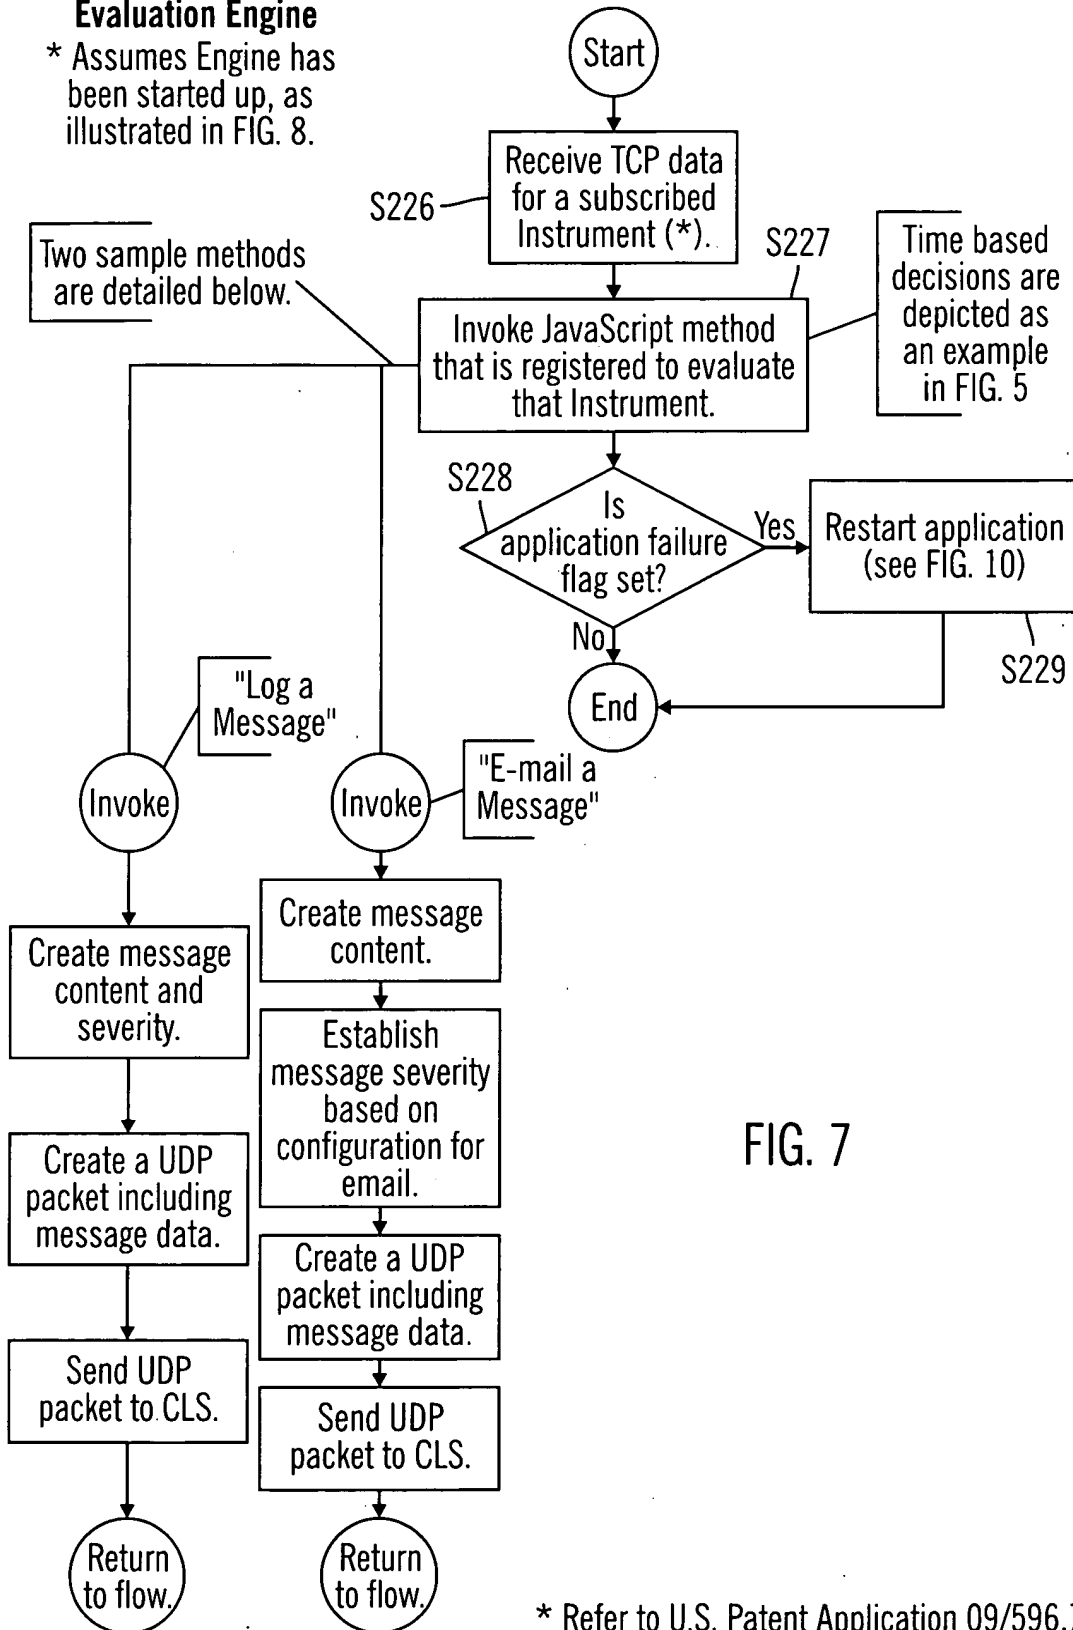 Evaluation Engine
* Assumes Engine has
been started up, as
illustrated in FIG. 8.
Start
Receive TCP data
for a subscribed
Instrument (*).
S226
S227
Two sample methods
are detailed below.
Invoke JavaScript method
that is registered to evaluate
that Instrument.
Time based
decisions are
depicted as
an example
in FIG. 5
S228
Is
application failure
flag set?
Yes
Restart application
(see FIG. 10)
S229
No
End
"Log a
Message"
Invoke
"E-mail a
Message"
Invoke
Create message
content and
severity.
Create a UDP
packet including
message data.
Send UDP
packet to CLS.
Return
to flow.
Create message
content.
Establish
message severity
based on
configuration for
email.
Create a UDP
packet including
message data.
Send UDP
packet to CLS.
Return
to flow.
FIG. 7
* Refer to U.S. Patent Application